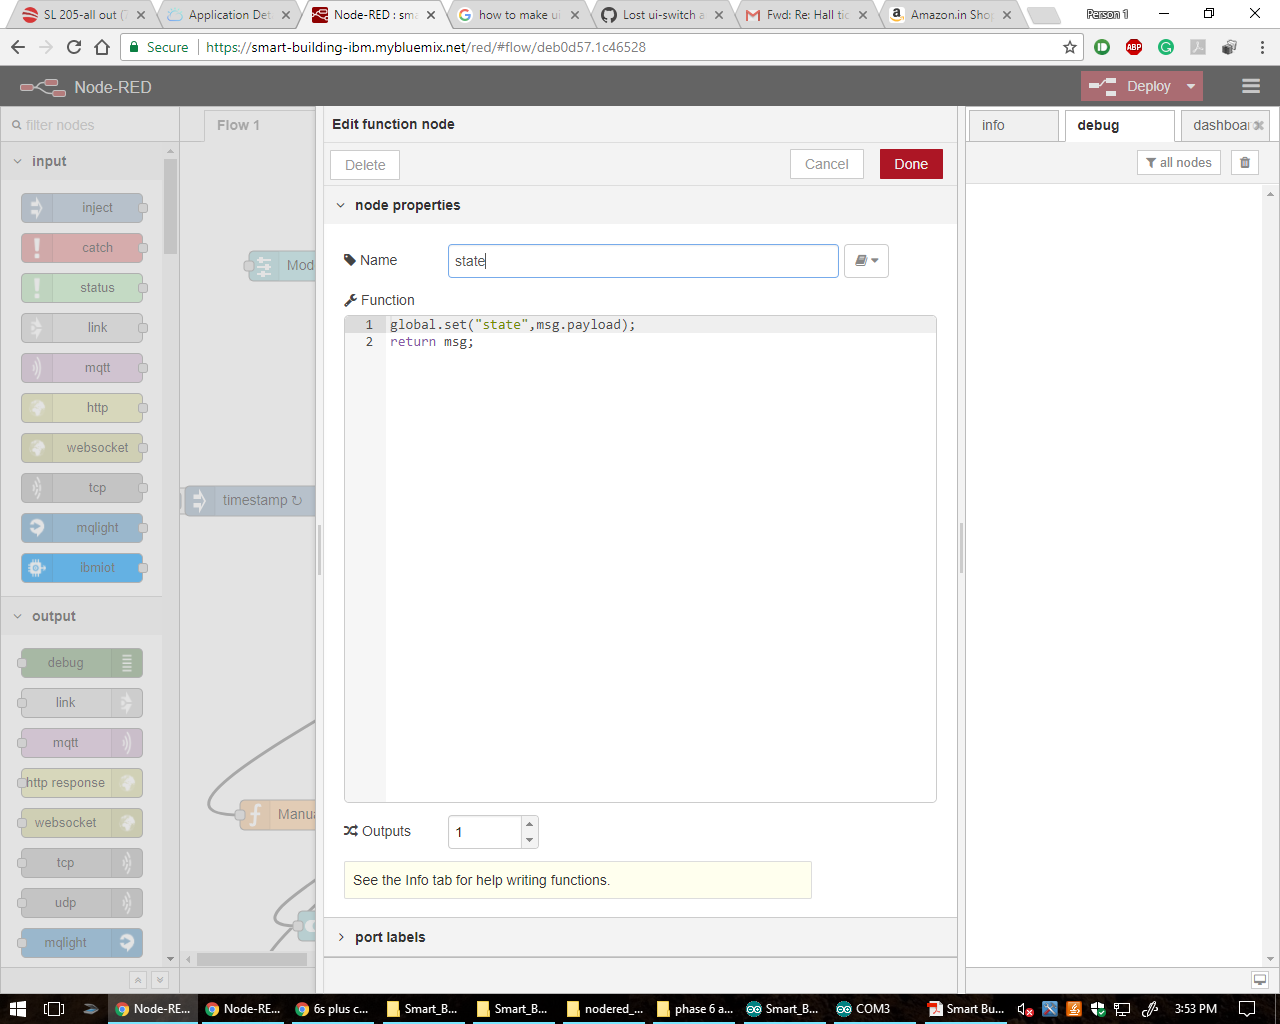 SL 205-all out (T
Application Det
Node-RED : sma
how to make ui
Lost ui-switch a
Fwd: Re: Hall tic
Amazon.in Shop
Person 1
Secure
https://smart-building-ibm.mybluemix.net/red/#flow/deb0d57.1c46528
ABP
Node-RED
Deploy
filter nodes
Flow 1
Edit function node
info
debug
dashboar
Delete
Cancel
Done
all nodes
input
node properties
inject
catch
status
link
mqtt
http
websocket
tcp
mqlight
ibmiot
Mod
timestamp ↻
Name
state
Function
1 global.set("state",msg.payload);
2 return msg;
output
debug
link
mqtt
http response
websocket
tcp
udp
mqlight
Manua
Outputs
1
See the Info tab for help writing functions.
port labels
Node-RE...
Node-RE...
6s plus c...
Smart_B...
Smart_B...
nodered_...
phase 6 a...
Smart_B...
COM3
Smart Bu...
3:53 PM